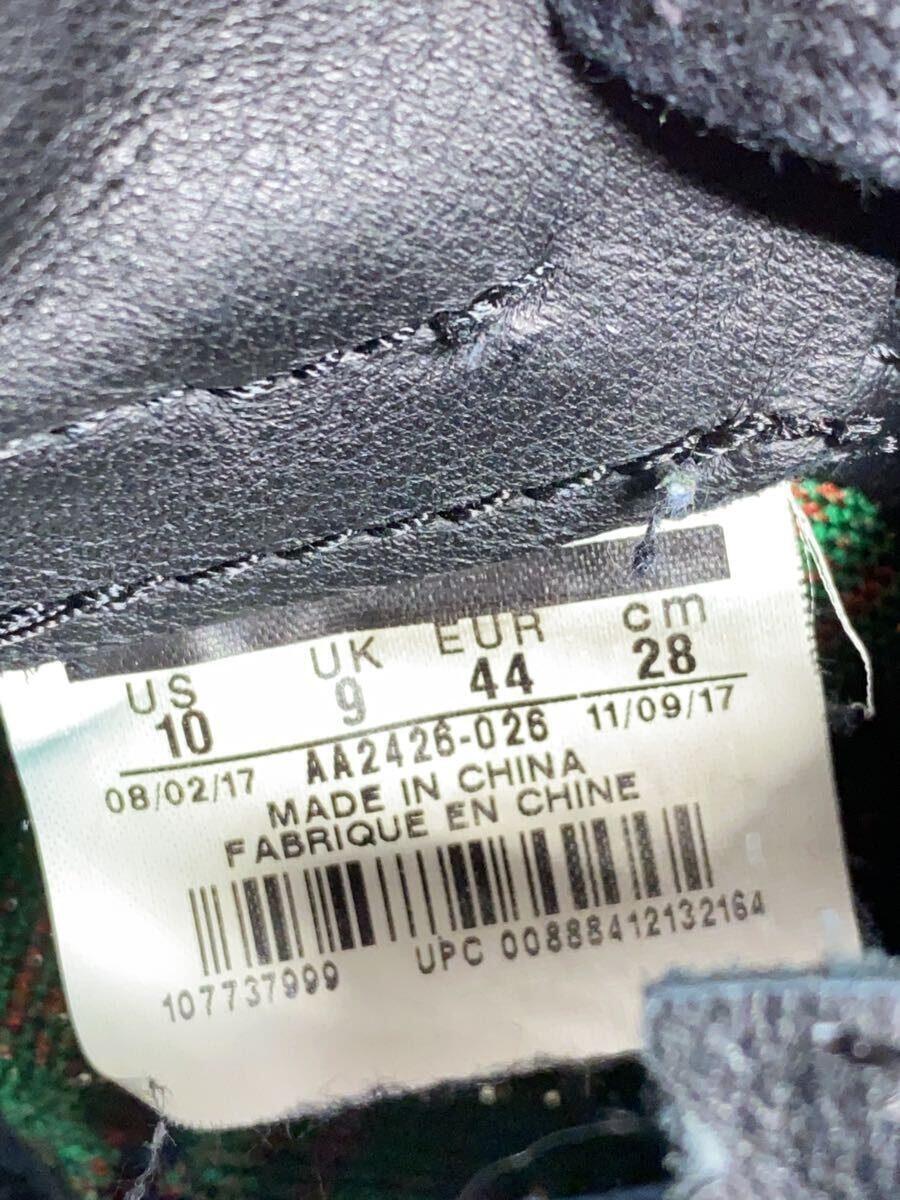 US UK EUR cm
10 9 44 28
08/02/17 AA2426-026 11/09/17
MADE IN CHINA
FABRIQUE EN CHINE
107737999 UPC 00888412132164